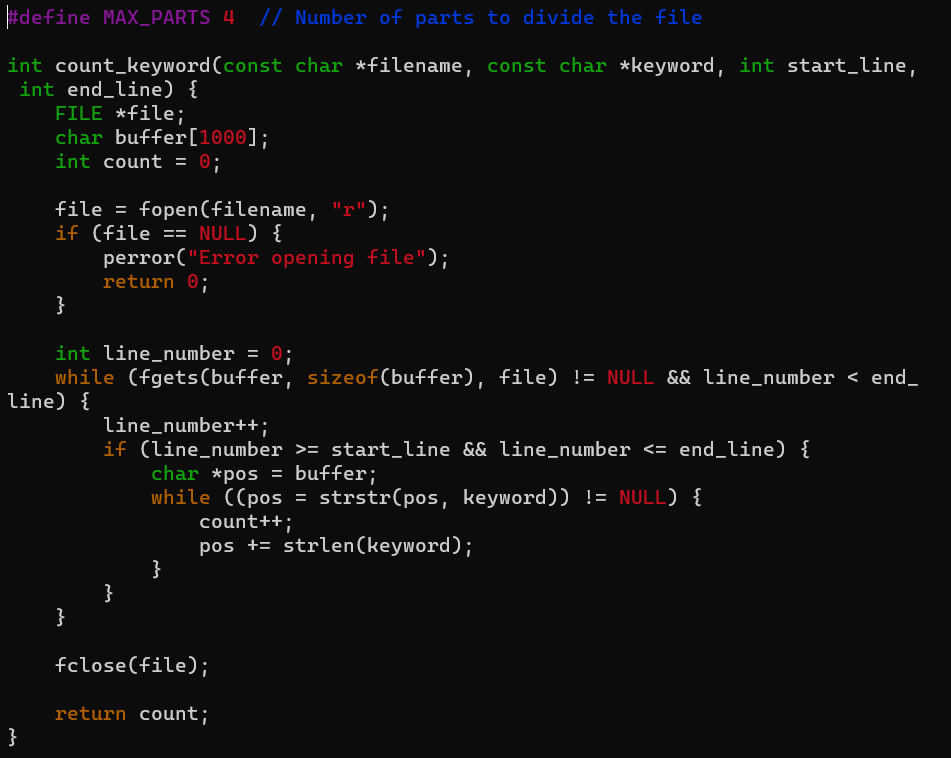 #define MAX_PARTS 4  // Number of parts to divide the file

int count_keyword(const char *filename, const char *keyword, int start_line,
 int end_line) {
    FILE *file;
    char buffer[1000];
    int count = 0;

    file = fopen(filename, "r");
    if (file == NULL) {
        perror("Error opening file");
        return 0;
    }

    int line_number = 0;
    while (fgets(buffer, sizeof(buffer), file) != NULL && line_number < end_
line) {
        line_number++;
        if (line_number >= start_line && line_number <= end_line) {
            char *pos = buffer;
            while ((pos = strstr(pos, keyword)) != NULL) {
                count++;
                pos += strlen(keyword);
            }
        }
    }

    fclose(file);

    return count;
}